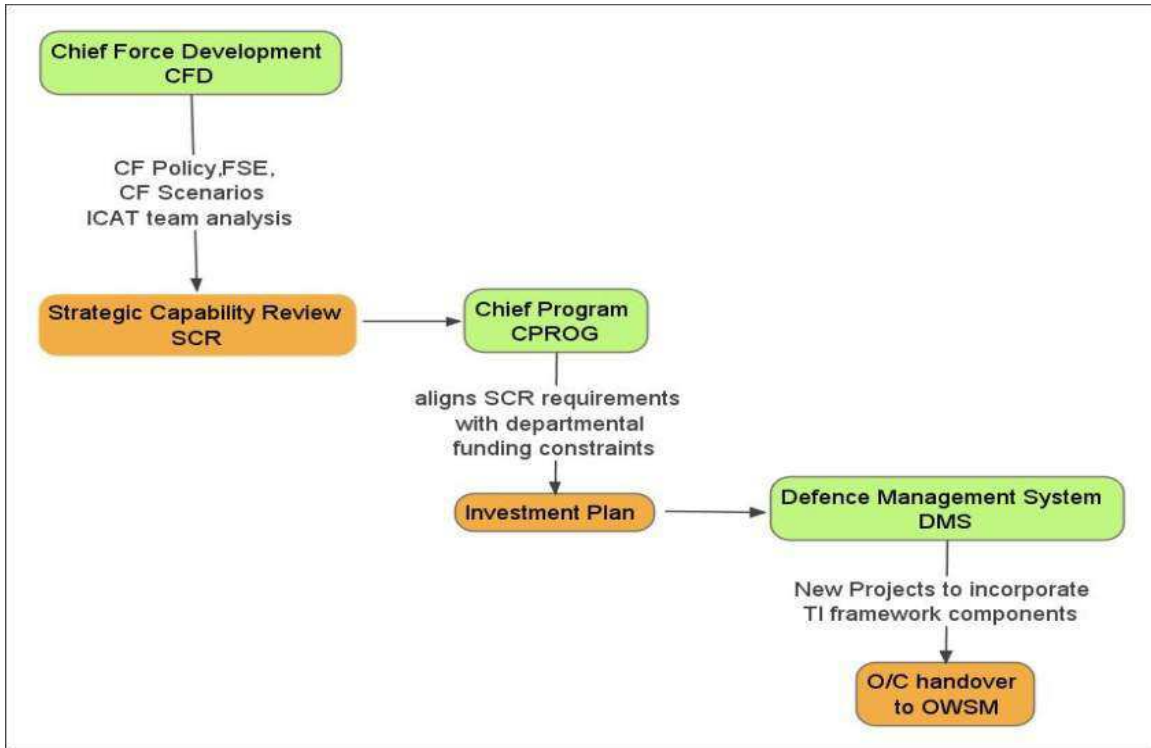 Chief Force Development
CFD
CF Policy,FSE,
CF Scenarios
ICAT team analysis
Strategic Capability Review
SCR
Chief Program
CPROG
aligns SCR requirements
with departmental
funding constraints
Investment Plan
Defence Management System
DMS
New Projects to incorporate
TI framework components
O/C handover
to OWSM